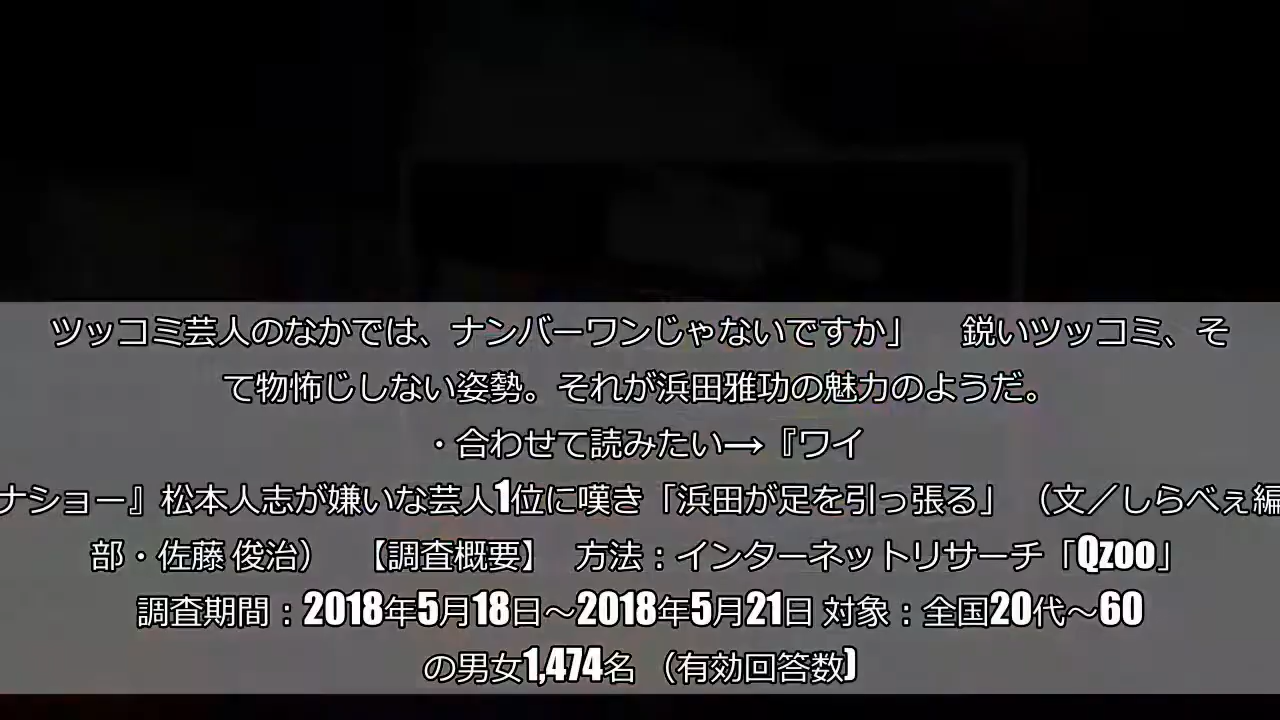 ツッコミ芸人のなかでは、ナンバーワンじゃないですか」　鋭いツッコミ、そ
て物怖じしない姿勢。それが浜田雅功の魅力のようだ。
・合わせて読みたい→『ワイ
ナショー』松本人志が嫌いな芸人1位に嘆き「浜田が足を引っ張る」（文／しらべぇ編
部・佐藤 俊治）　【調査概要】　方法：インターネットリサーチ「Qzoo」
調査期間：2018年5月18日〜2018年5月21日 対象：全国20代〜60
の男女1,474名 （有効回答数)